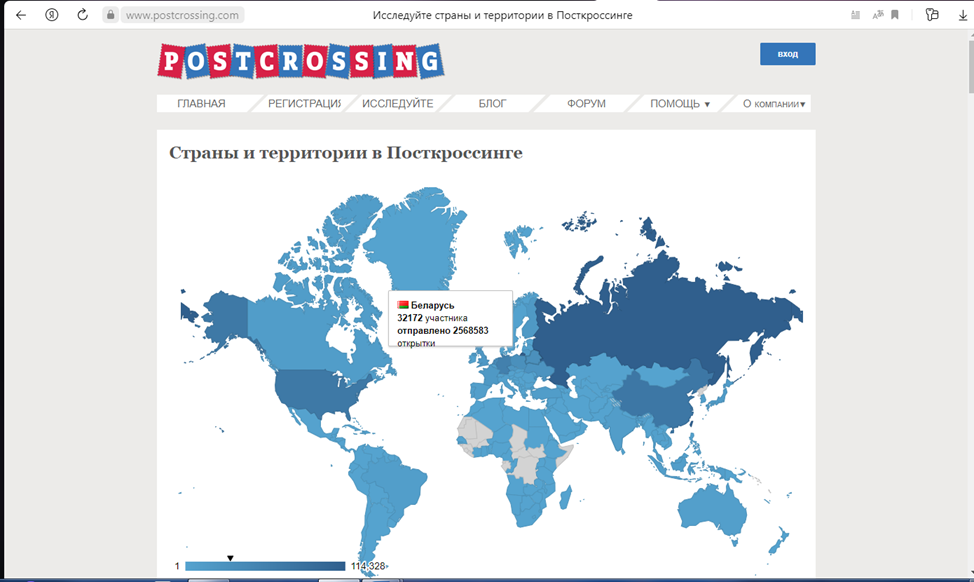 www.postcrossing.com
Исследуйте страны и территории в Посткроссинге
POSTCROSSING
вход
ГЛАВНАЯ
РЕГИСТРАЦИЯ
ИССЛЕДУЙТЕ
БЛОГ
ФОРУМ
ПОМОЩЬ ▼
О КОМПАНИИ▼
Страны и территории в Посткроссинге
Беларусь
32172 участника
отправлено 2568583
открытки
1
114,328